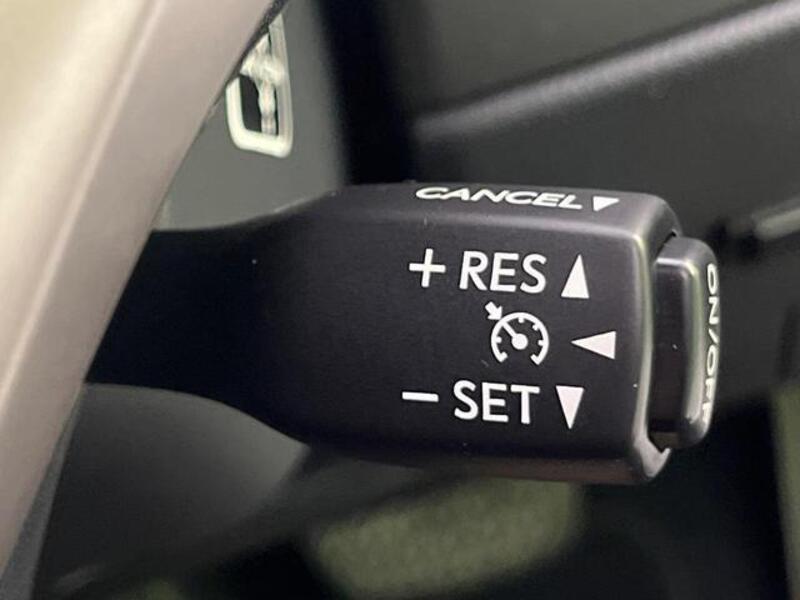 CANCEL▼
+ RES ▲
◀
− SET ▼
ON/OFF